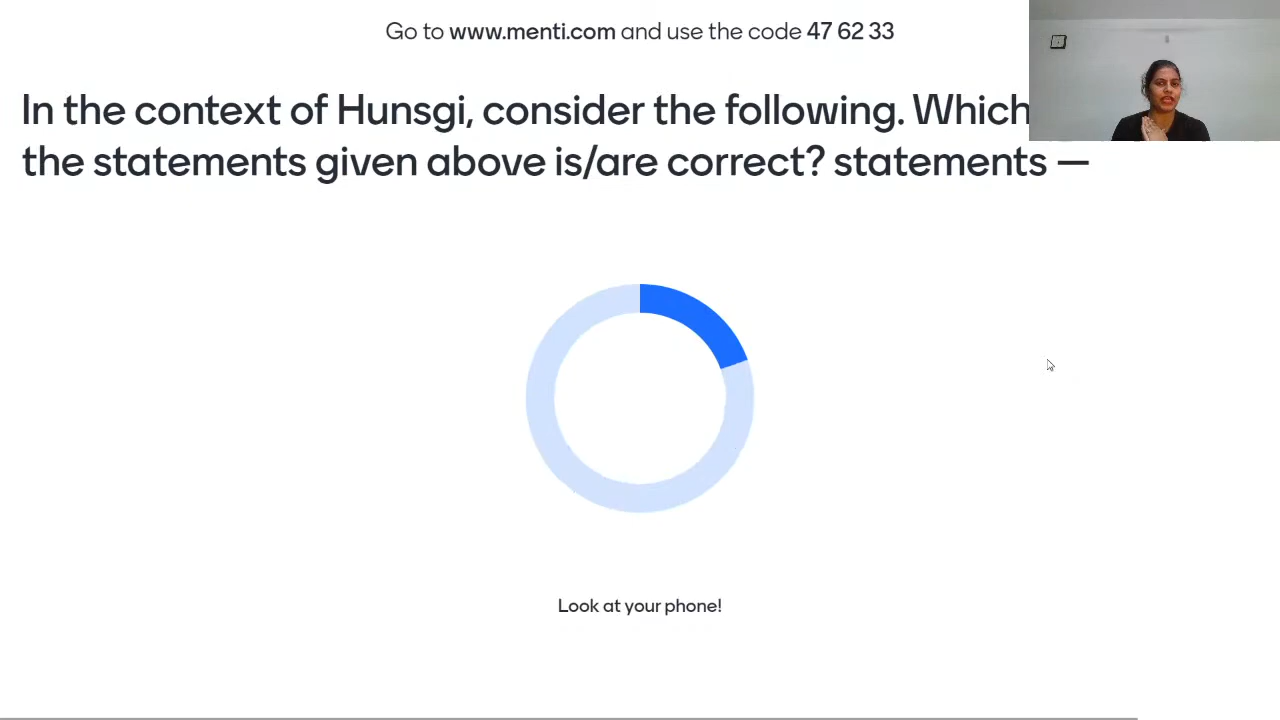 Go to www.menti.com and use the code 47 62 33
In the context of Hunsgi, consider the following. Which
the statements given above is/are correct? statements —
Look at your phone!